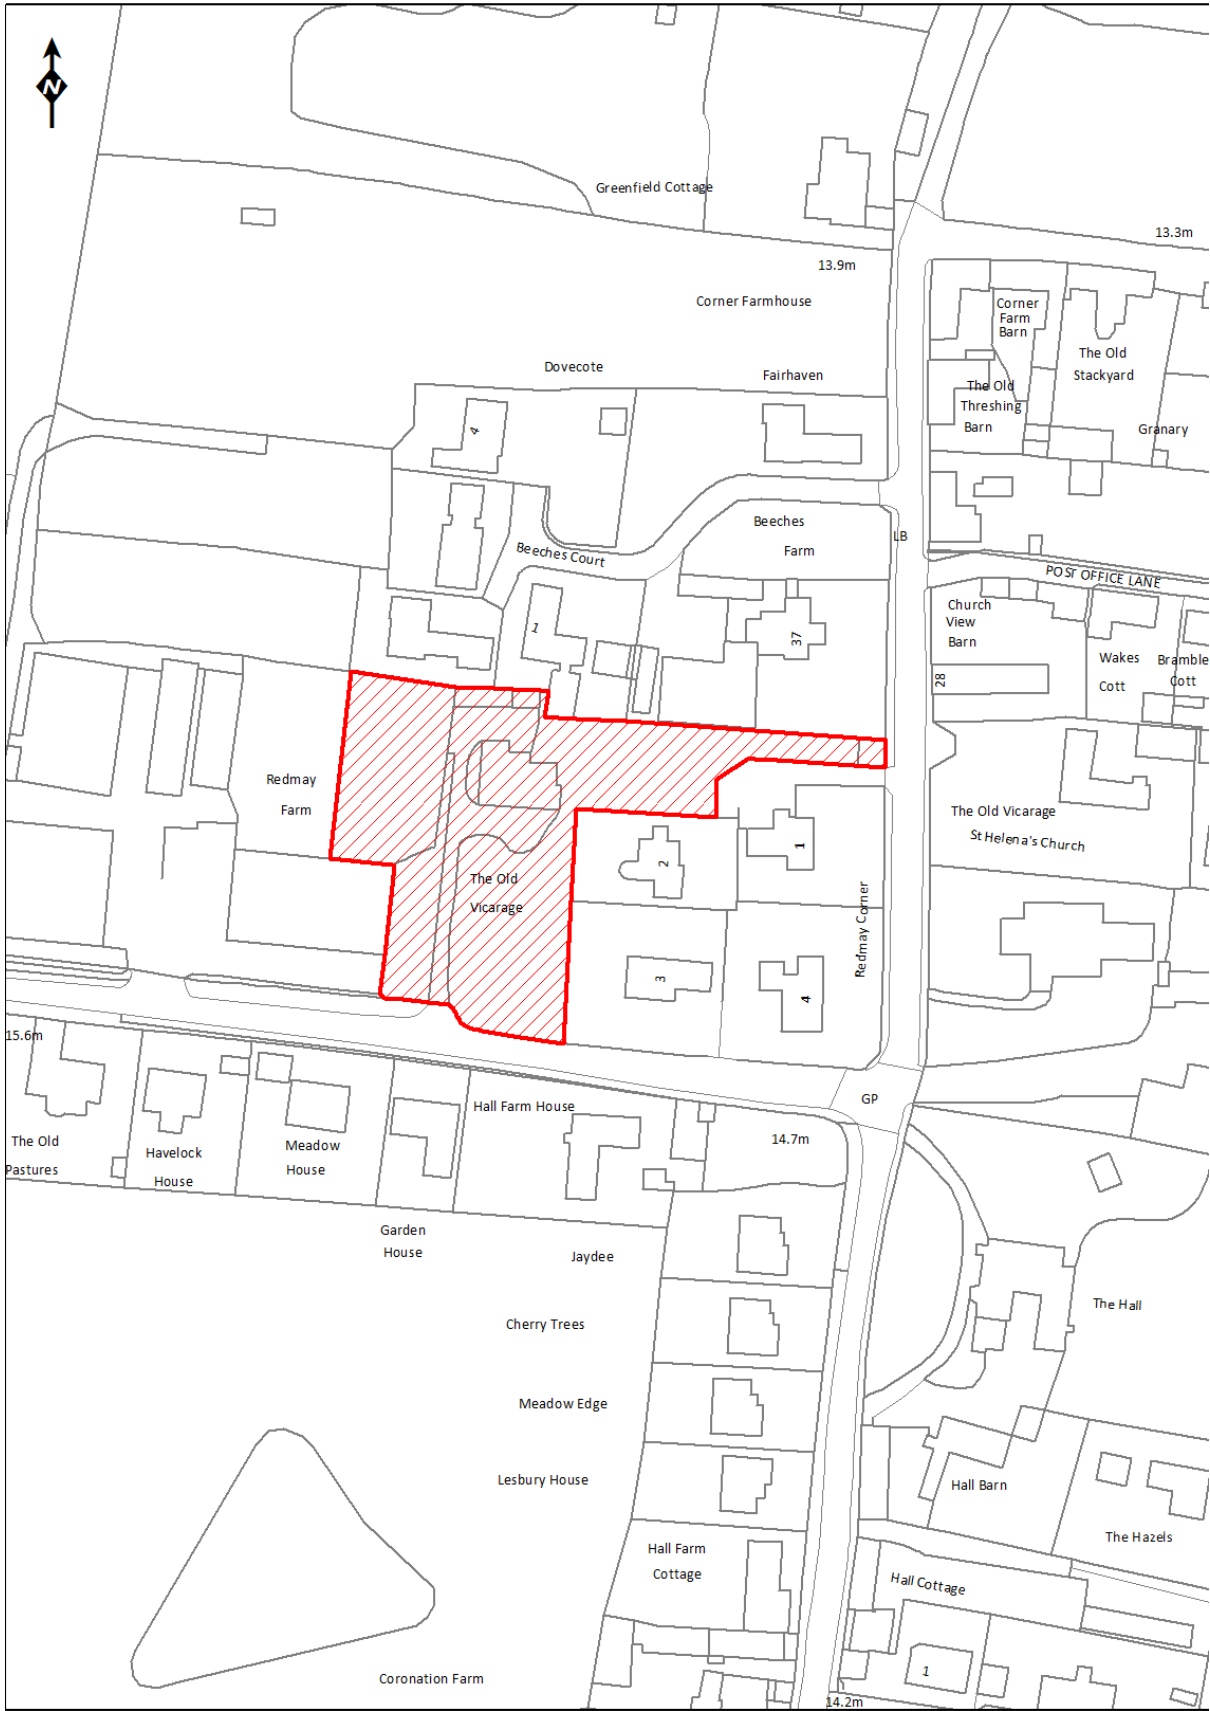 N
Greenfield Cottage
13.3m
13.9m
Corner Farmhouse
Corner
Farm
Barn
The Old
Stackyard
Dovecote
Fairhaven
The Old
Threshing
Barn
4
Granary
Beeches
Farm
LB
Beeches Court
POST OFFICE LANE
Church
View
Barn
1
37
Wakes
Cott
Bramble
Cott
28
Redmay
Farm
The Old Vicarage
St Helena's Church
1
2
The Old
Vicarage
Redmay Corner
3
4
15.6m
GP
Hall Farm House
14.7m
The Old
Pastures
Havelock
House
Meadow
House
Garden
House
Jaydee
The Hall
Cherry Trees
Meadow Edge
Lesbury House
Hall Barn
The Hazels
Hall Farm
Cottage
Hall Cottage
1
Coronation Farm
14.2m